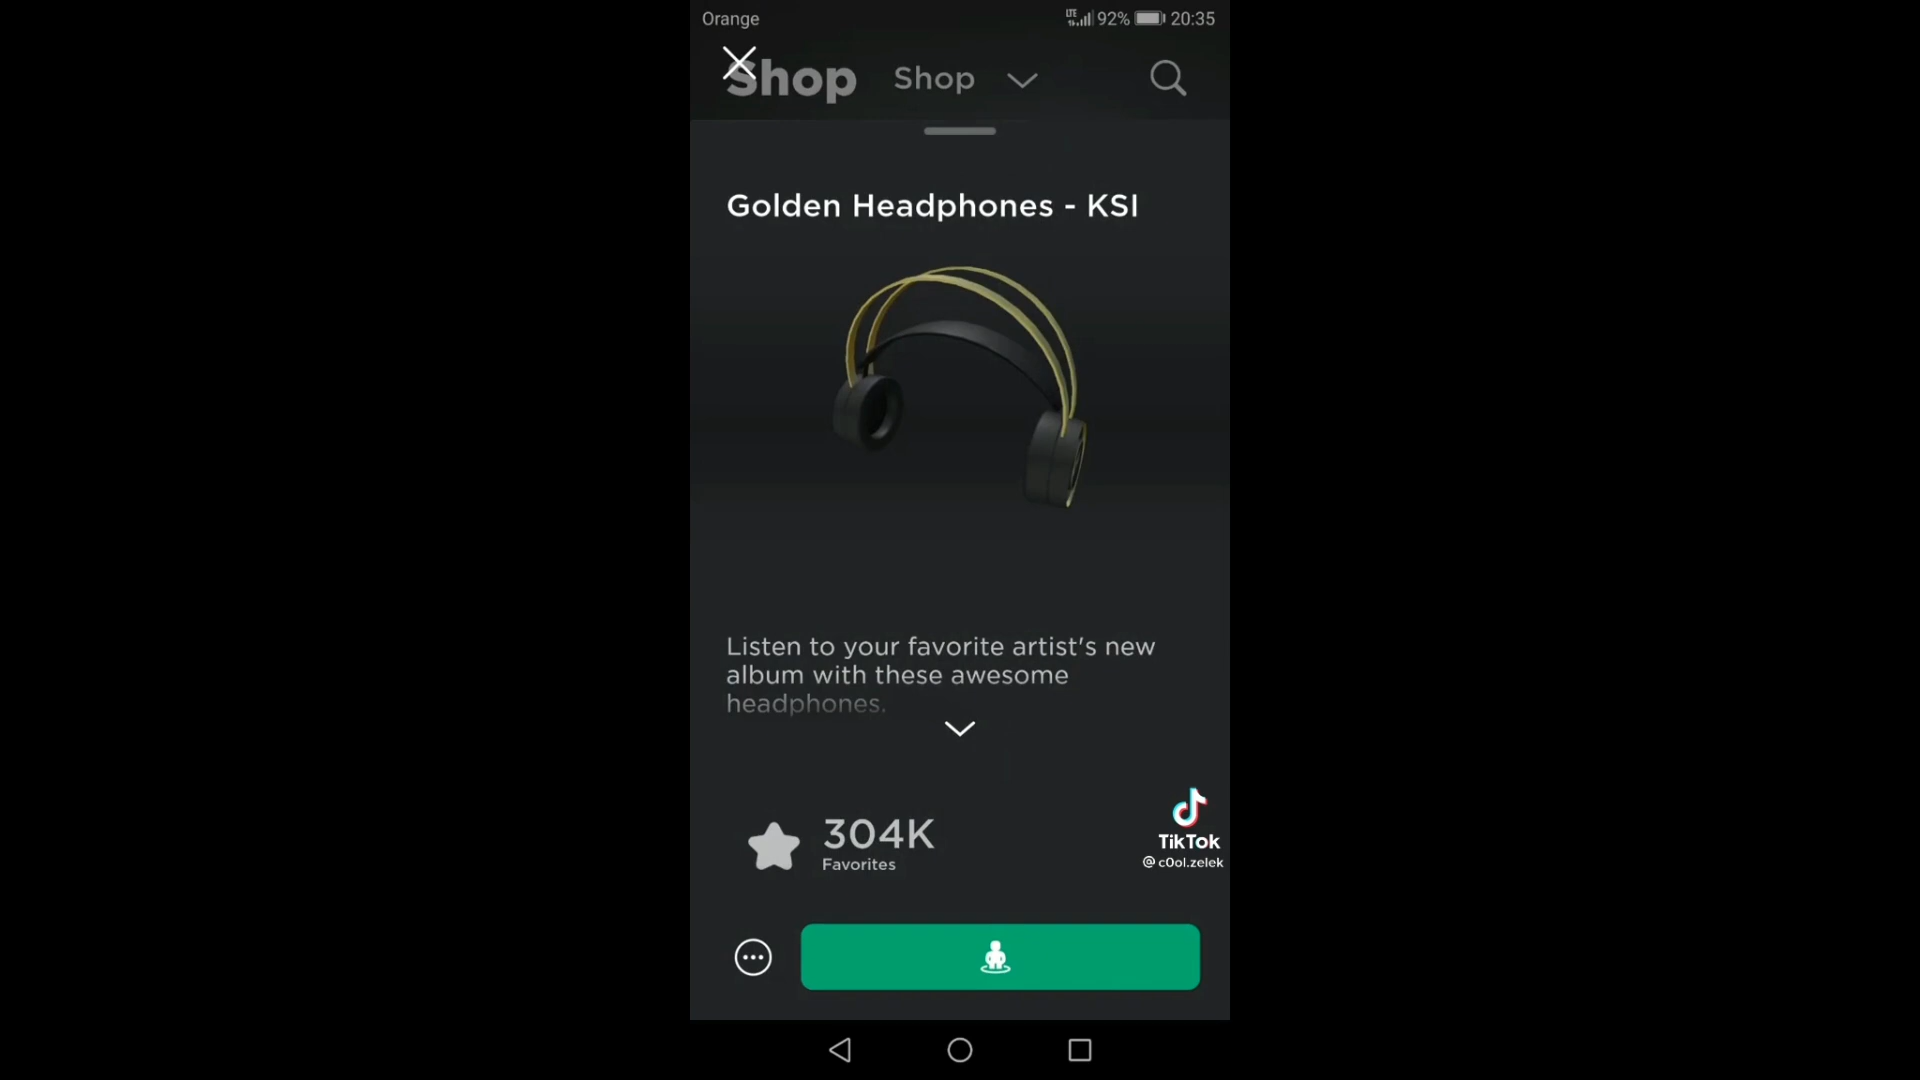 Orange
LTE 92% 20:35
Shop Shop
Golden Headphones - KSI
Listen to your favorite artist's new
album with these awesome
headphones.
304K
Favorites
TikTok
@c0ol.zelek